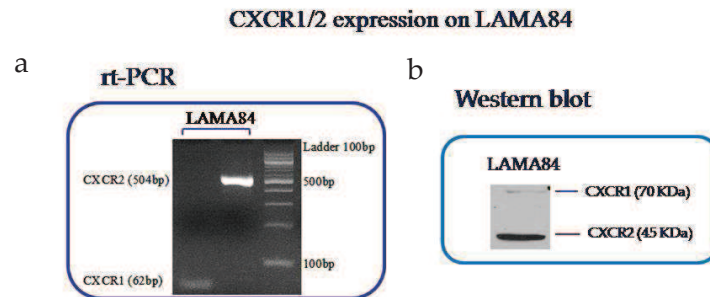 CXCR1/2 expression on LAMA84
a
rt-PCR
LAMA84
Ladder 100bp
CXCR2 (504bp)
500bp
100bp
CXCR1 (62bp)
b
Western blot
LAMA84
CXCR1 (70 KDa)
CXCR2 (45 KDa)